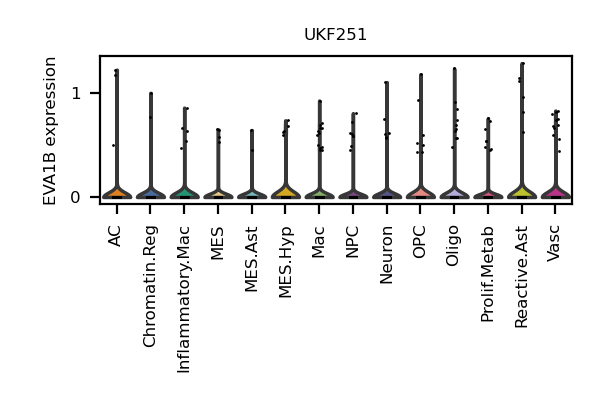 UKF251
EVA1B expression
1
0
AC
Chromatin.Reg
Inflammatory.Mac
MES
MES.Ast
MES.Hyp
Mac
NPC
Neuron
OPC
Oligo
Prolif.Metab
Reactive.Ast
Vasc